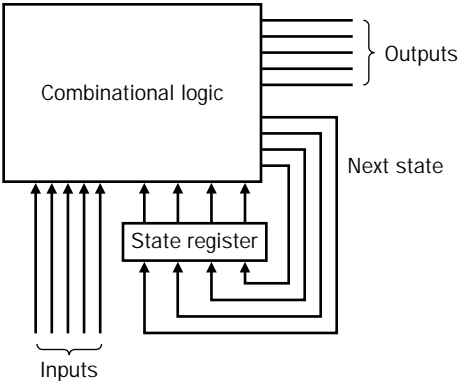 Combinational logic
Outputs
Next state
State register
Inputs